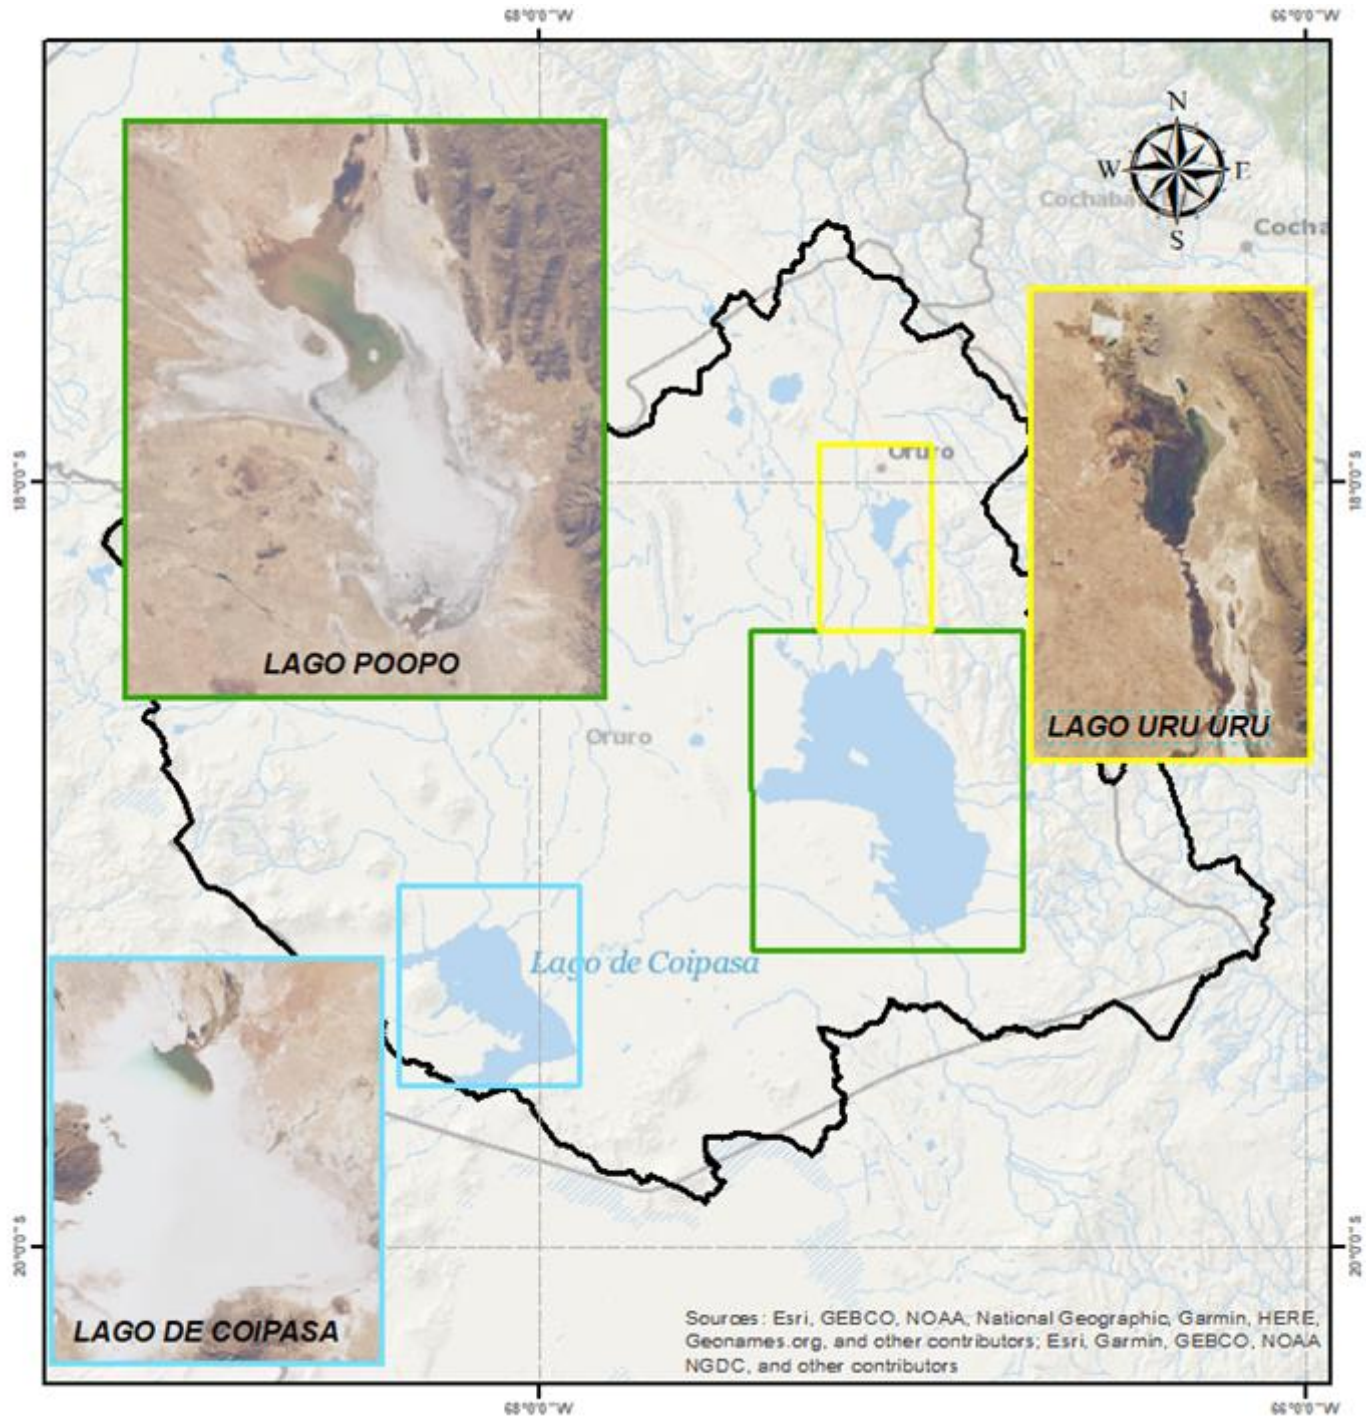 68°0'0"W
66°0'0"W
N
W
E
S
Cochaba
Cocha
18°0'0"S
18°0'0"S
Oruro
LAGO POOPO
LAGO URU URU
Oruro
Lago de Coipasa
20°0'0"S
20°0'0"S
LAGO DE COIPASA
Sources: Esri, GEBCO, NOAA, National Geographic, Garmin, HERE,
Geonames.org, and other contributors; Esri, Garmin, GEBCO, NOAA
NGDC, and other contributors
68°0'0"W
66°0'0"W